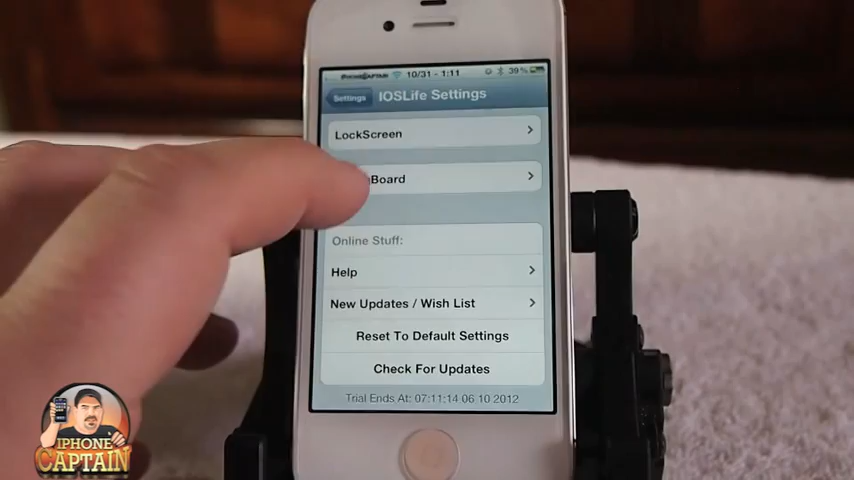 iPHONECAPTAIN 10/31 - 1:11 39%
Settings IOSLife Settings
LockScreen
Board
Online Stuff:
Help
New Updates / Wish List
Reset To Default Settings
Check For Updates
Trial Ends At: 07:11:14 06.10.2012
IPHONE
CAPTAIN